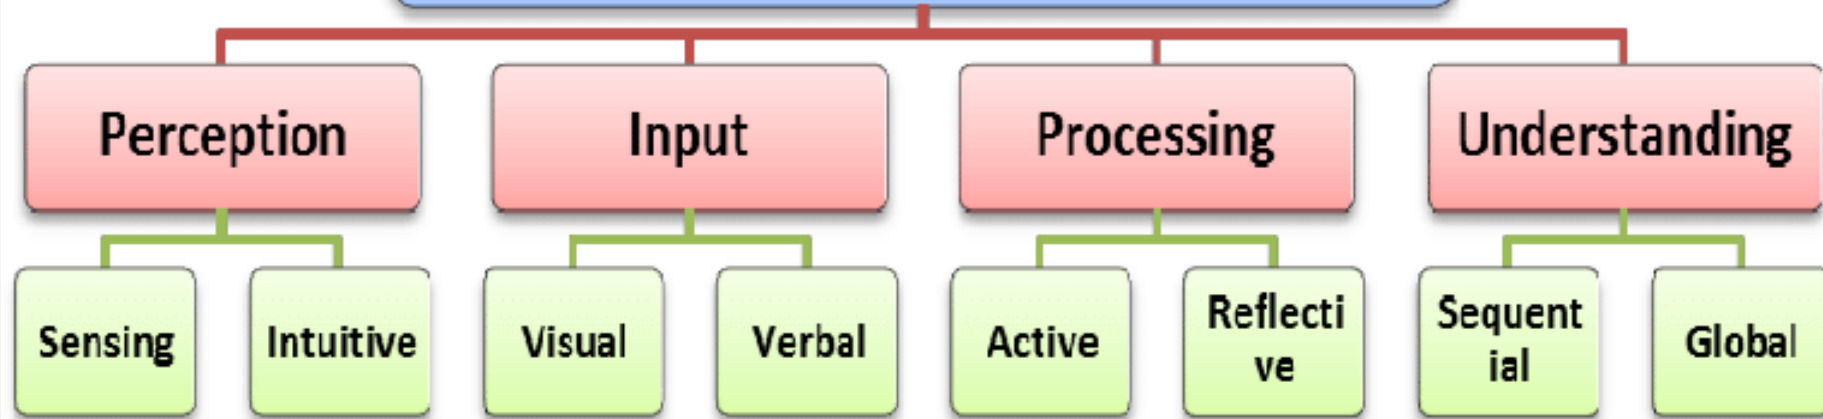 Perception
Input
Processing
Understanding
Sensing
Intuitive
Visual
Verbal
Active
Reflecti
ve
Sequent
ial
Global